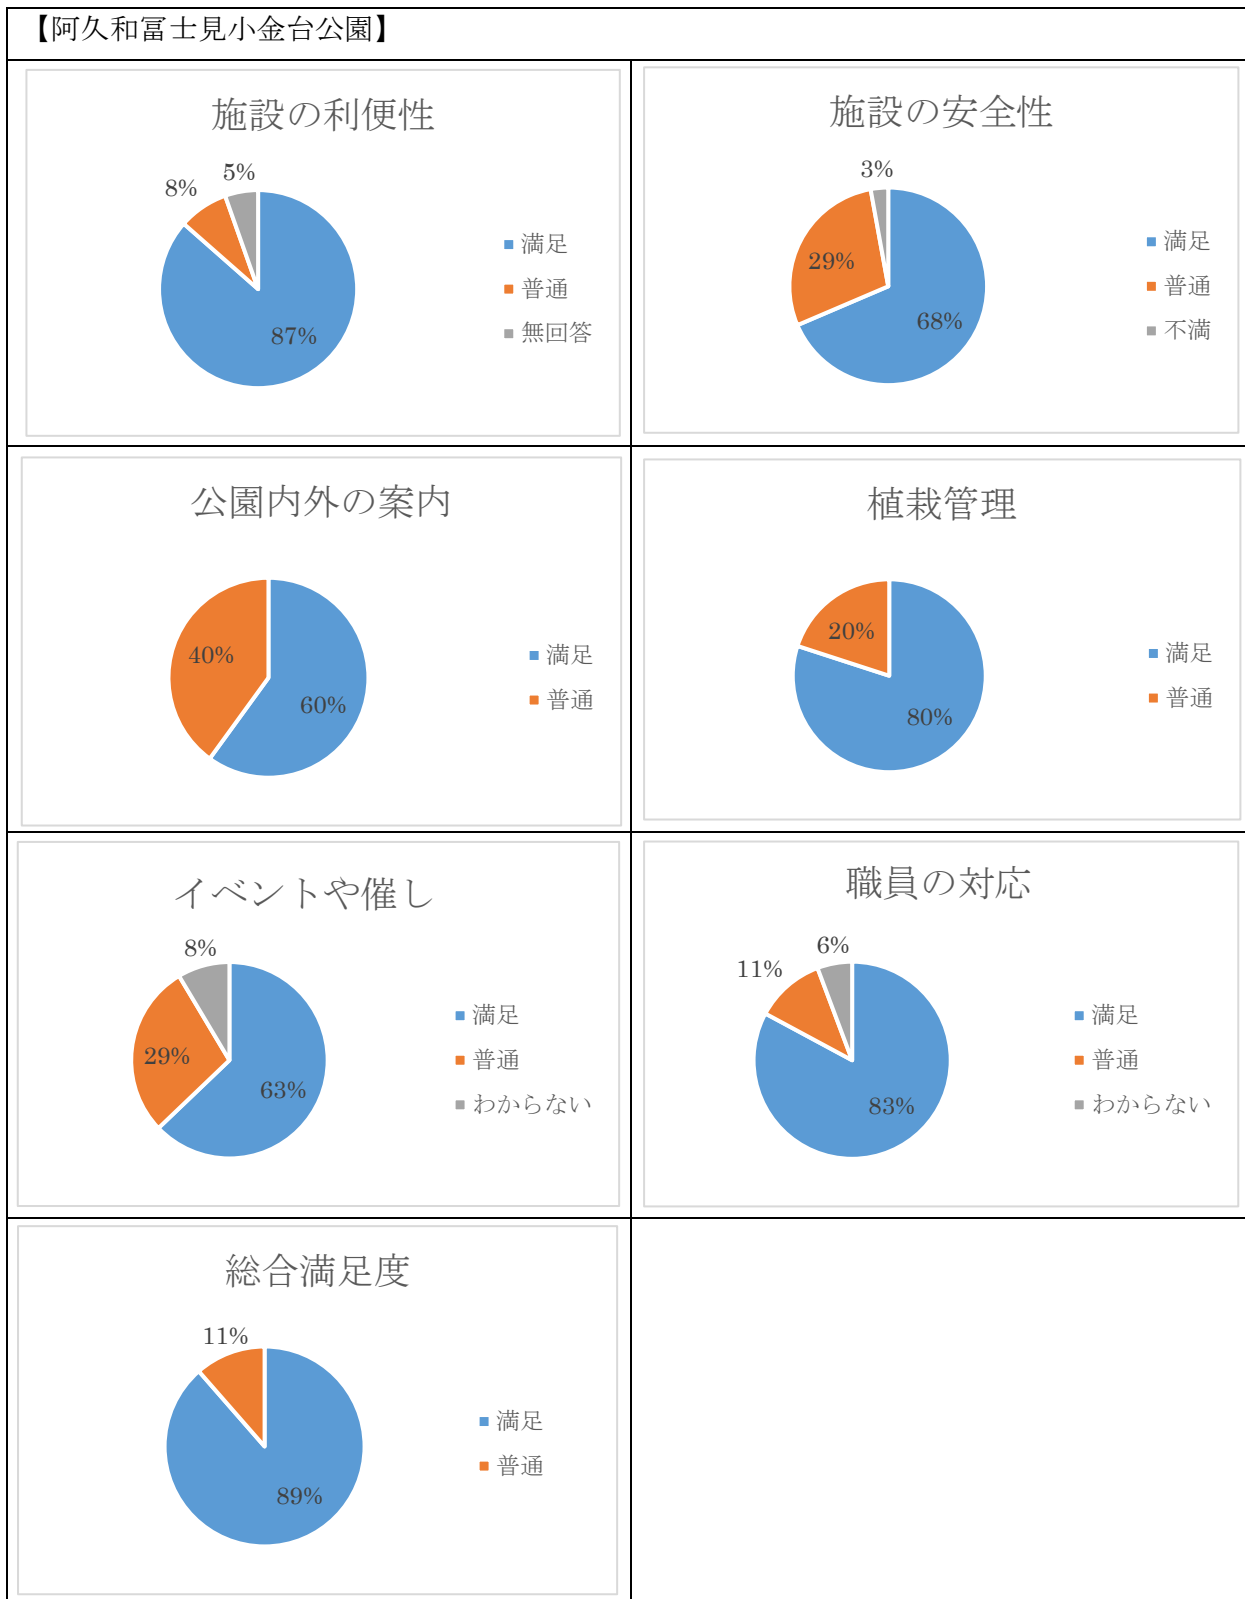 【阿久和冨士見小金台公園】
施設の利便性
5%
8%
87%
満足
普通
無回答
施設の安全性
3%
29%
68%
満足
普通
不満
公園内外の案内
40%
60%
満足
普通
植栽管理
20%
80%
満足
普通
イベントや催し
8%
29%
63%
満足
普通
わからない
職員の対応
6%
11%
83%
満足
普通
わからない
総合満足度
11%
89%
満足
普通